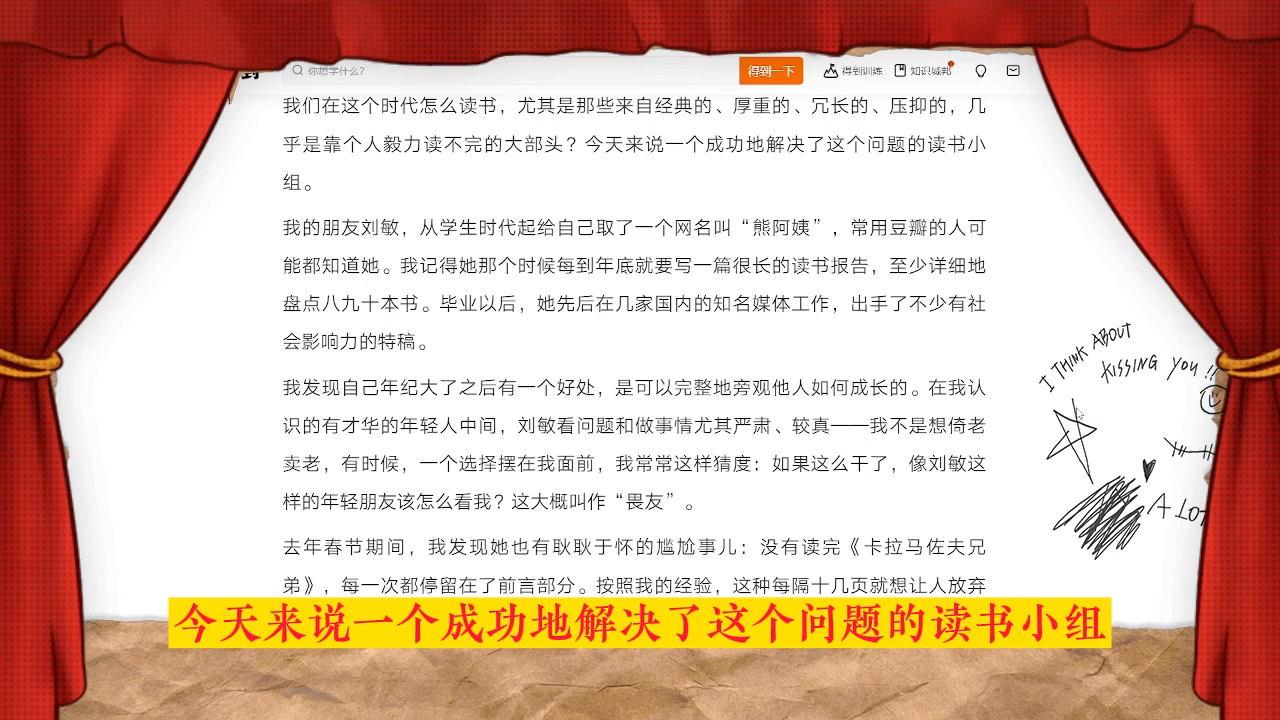 你想学什么?
得到一下
得到训练
知识城邦
我们在这个时代怎么读书，尤其是那些来自经典的、厚重的、冗长的、压抑的，几
乎是靠个人毅力读不完的大部头？今天来说一个成功地解决了这个问题的读书小
组。
我的朋友刘敏，从学生时代起给自己取了一个网名叫“熊阿姨”，常用豆瓣的人可
能都知道她。我记得她那个时候每到年底就要写一篇很长的读书报告，至少详细地
盘点八九十本书。毕业以后，她先后在几家国内的知名媒体工作，出手了不少有社
会影响力的特稿。
我发现自己年纪大了之后有一个好处，是可以完整地旁观他人如何成长的。在我认
识的有才华的年轻人中间，刘敏看问题和做事情尤其严肃、较真——我不是想倚老
卖老，有时候，一个选择摆在我面前，我常常这样猜度：如果这么干了，像刘敏这
样的年轻朋友该怎么看我？这大概叫作“畏友”。
去年春节期间，我发现她也有耿耿于怀的尴尬事儿：没有读完《卡拉马佐夫兄
弟》，每一次都停留在了前言部分。按照我的经验，这种每隔十几页就想让人放弃
今天来说一个成功地解决了这个问题的读书小组
I THINK ABOUT
KISSING YOU !!
A LOT